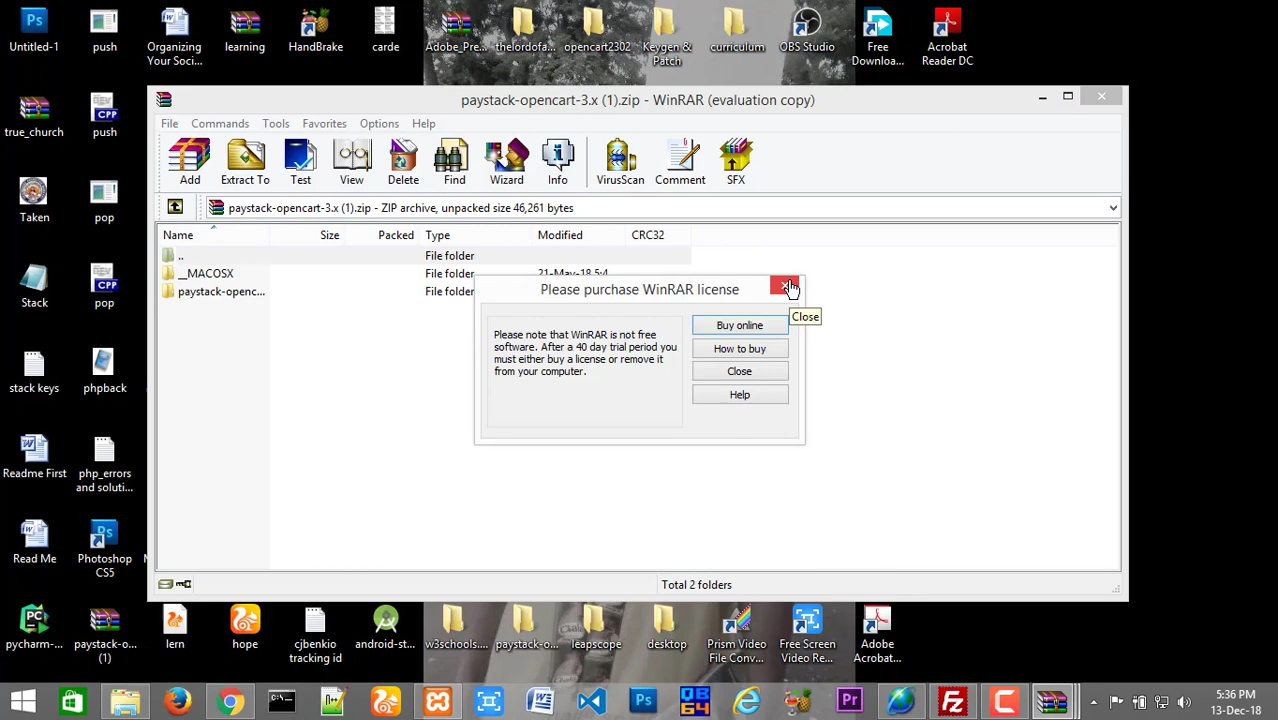 Untitled-1
push
Organizing
Your Soci...
learning
HandBrake
carde
Adobe_Pre...
thelordofa...
opencart2302
Keygen &
Patch
curriculum
OBS Studio
Free
Downloa...
Acrobat
Reader DC
true_church
push
Taken
pop
Stack
pop
stack keys
phpback
Readme First
php_errors
and soluti...
Read Me
Photoshop
CS5
paystack-opencart-3.x (1).zip - WinRAR (evaluation copy)
File
Commands
Tools
Favorites
Options
Help
Add
Extract To
Test
View
Delete
Find
Wizard
Info
VirusScan
Comment
SFX
paystack-opencart-3.x (1).zip - ZIP archive, unpacked size 46,261 bytes
Name
Size
Packed
Type
Modified
CRC32
..
File folder
__MACOSX
File folder
21-May-18 5:4
paystack-openc...
File folder
Please purchase WinRAR license
Please note that WinRAR is not free
software. After a 40 day trial period you
must either buy a license or remove it
from your computer.
Buy online
How to buy
Close
Help
Close
Total 2 folders
pycharm-...
paystack-o...
(1)
lern
hope
cjbenkio
tracking id
android-st...
w3schools....
paystack-o...
leapscope
desktop
Prism Video
File Conv...
Free Screen
Video Re...
Adobe
Acrobat...
5:36 PM
13-Dec-18